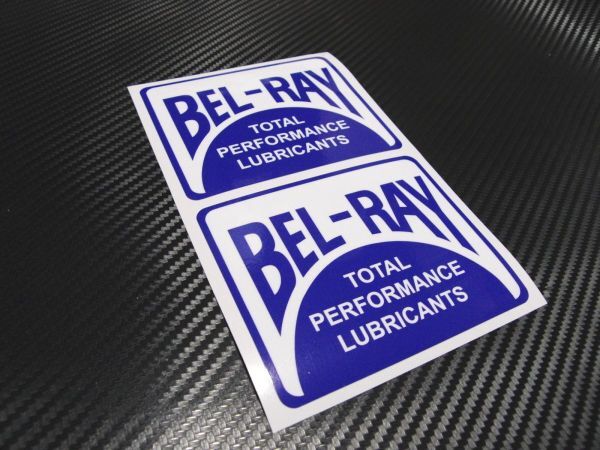 BEL-RAY
TOTAL
PERFORMANCE
LUBRICANTS
BEL-RAY
TOTAL
PERFORMANCE
LUBRICANTS